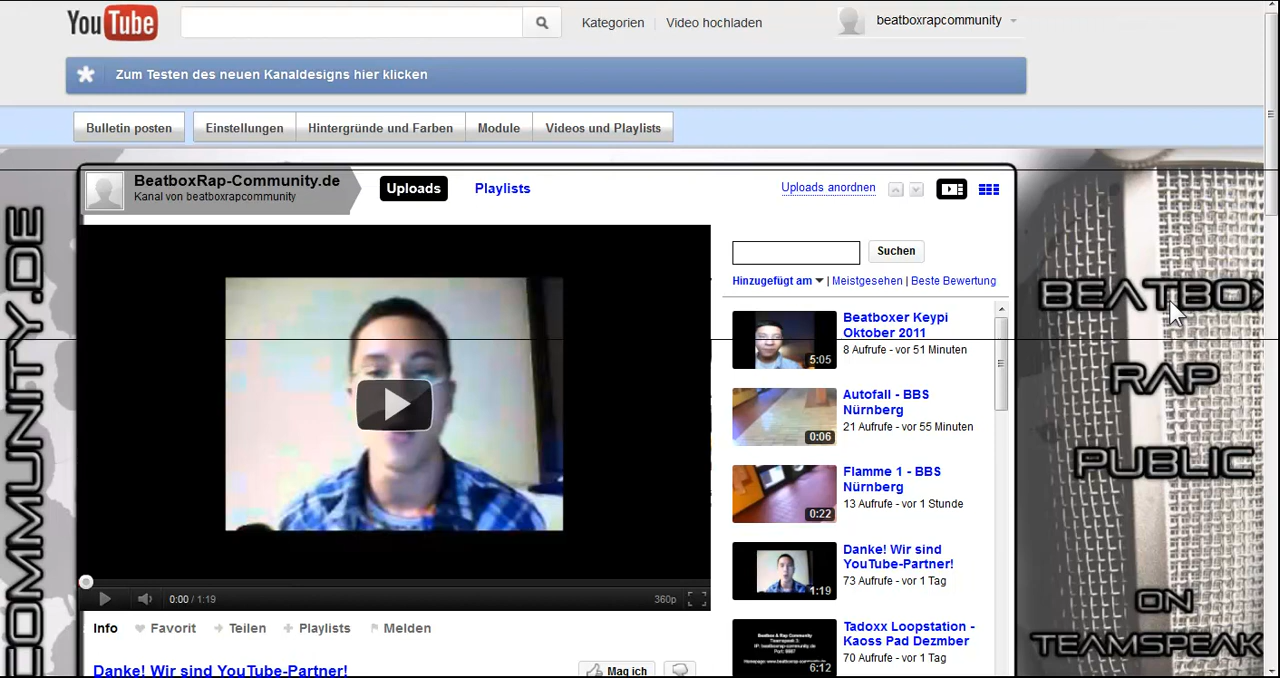 YouTube
Kategorien | Video hochladen
beatboxrapcommunity
Zum Testen des neuen Kanaldesigns hier klicken
Bulletin posten
Einstellungen
Hintergründe und Farben
Module
Videos und Playlists
BeatboxRap-Community.de
Kanal von beatboxrapcommunity
Uploads
Playlists
Uploads anordnen
Suchen
Hinzugefügt am | Meistgesehen | Beste Bewertung
Beatboxer Keypi
Oktober 2011
8 Aufrufe - vor 51 Minuten
5:05
Autofall - BBS
Nürnberg
21 Aufrufe - vor 55 Minuten
0:06
Flamme 1 - BBS
Nürnberg
13 Aufrufe - vor 1 Stunde
0:22
Danke! Wir sind
YouTube-Partner!
73 Aufrufe - vor 1 Tag
1:19
Tadoxx Loopstation -
Kaoss Pad Dezmber
70 Aufrufe - vor 1 Tag
6:12
0:00 / 1:19
360p
Info
Favorit
Teilen
Playlists
Melden
Danke! Wir sind YouTube-Partner!
Mag ich
COMMUNITY.DE
BEATBOX
RAP
PUBLIC
ON
TEAMSPEAK